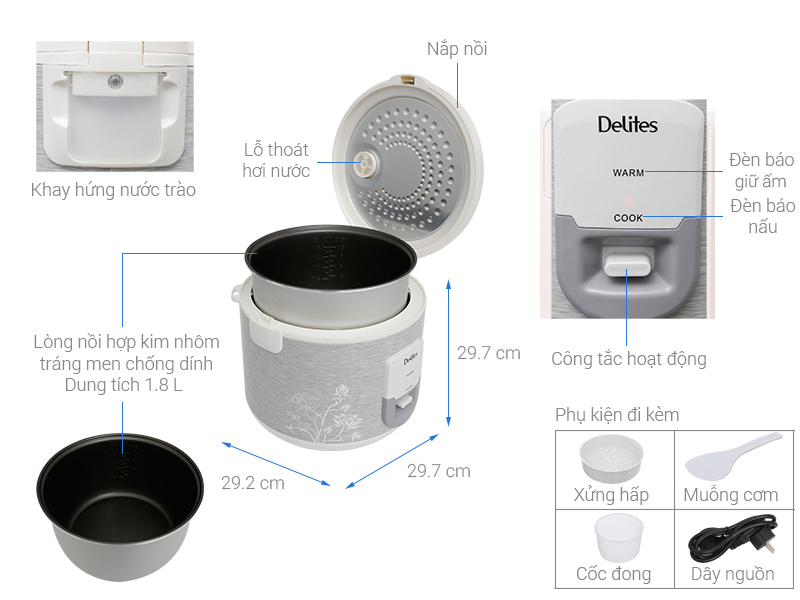 Nắp nồi
Khay hứng nước trào
Lỗ thoát
hơi nước
Delites
WARM
COOK
Đèn báo
giữ ấm
Đèn báo
nấu
Công tắc hoạt động
Lòng nồi hợp kim nhôm
tráng men chống dính
Dung tích 1.8 L
Delites
29.7 cm
29.2 cm
29.7 cm
Phụ kiện đi kèm
Xửng hấp
Muỗng cơm
Cốc đong
Dây nguồn